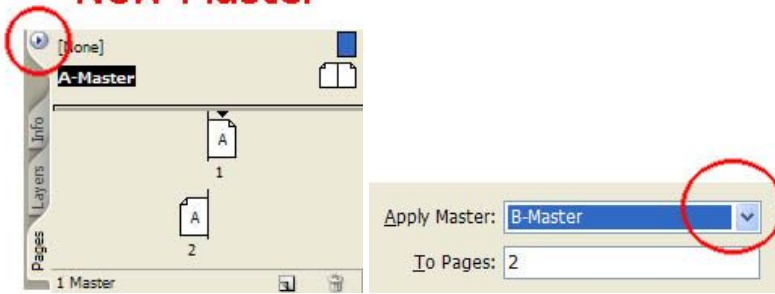 New Master
[None]
A-Master
Info
Layers
Pages
A
1
A
2
1 Master
Apply Master: B-Master
To Pages: 2